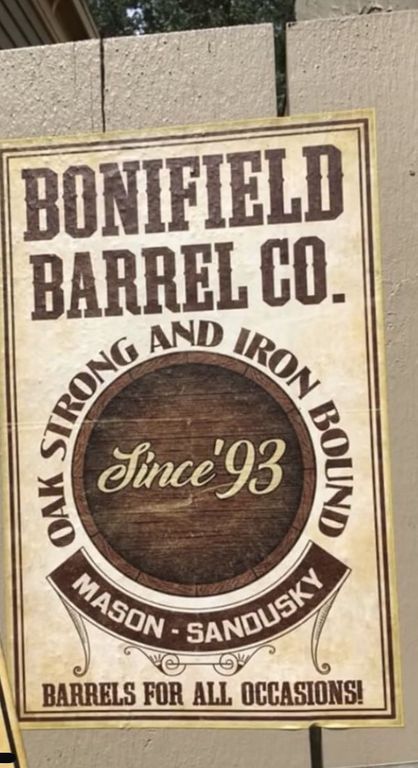 BONIFIELD
BARREL CO.
OAK STRONG AND IRON BOUND
Since '93
MASON - SANDUSKY
BARRELS FOR ALL OCCASIONS!